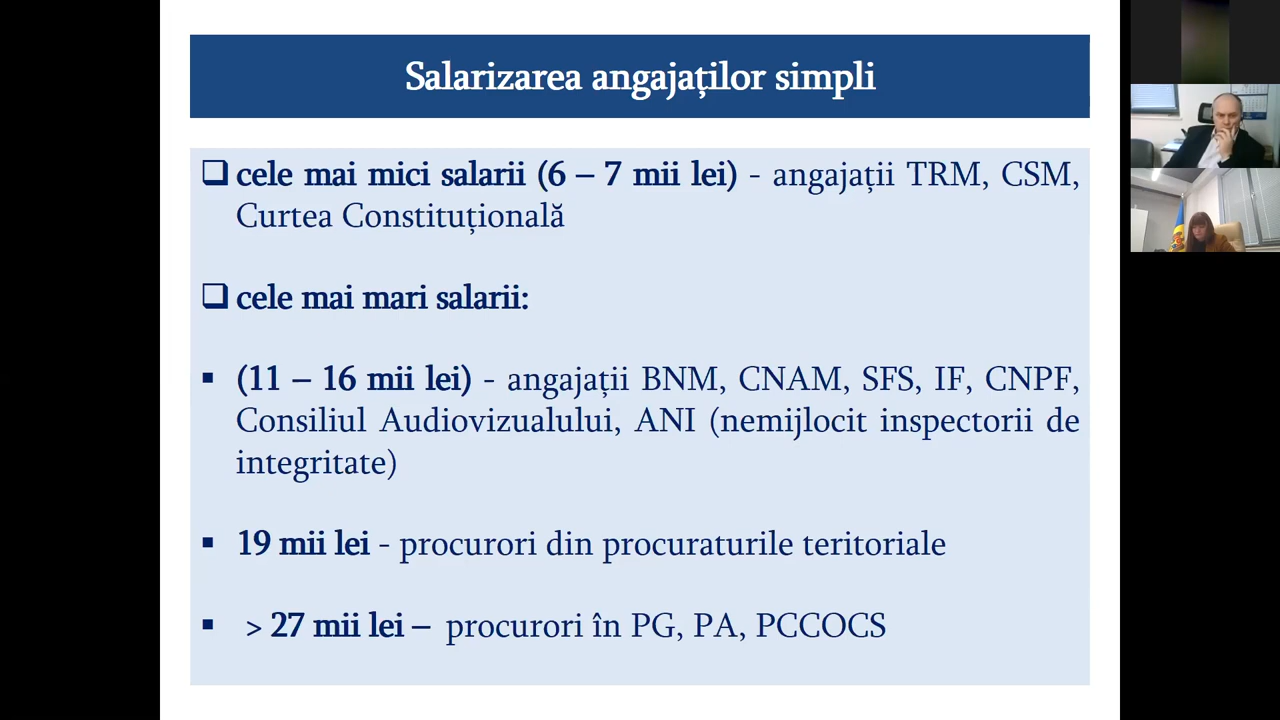 Salarizarea angajaților simpli
❑ cele mai mici salarii (6 – 7 mii lei) - angajații TRM, CSM,
Curtea Constituțională
❑ cele mai mari salarii:
▪ (11 – 16 mii lei) - angajații BNM, CNAM, SFS, IF, CNPF,
Consiliul Audiovizualului, ANI (nemijlocit inspectorii de
integritate)
▪ 19 mii lei - procurori din procuraturile teritoriale
▪ > 27 mii lei – procurori în PG, PA, PCCOCS